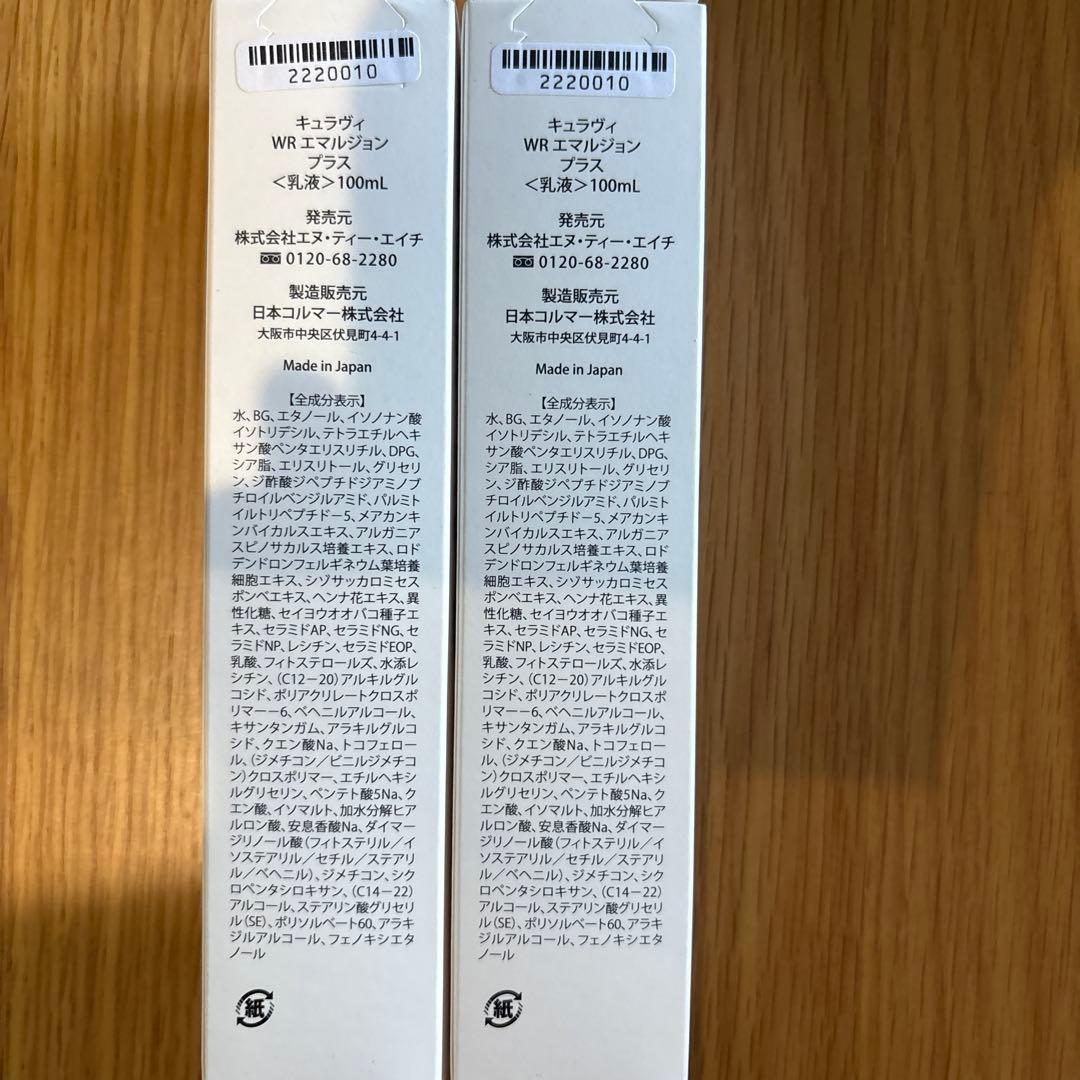 2220010
キュラヴィ
WR エマルジョン
プラス
＜乳液＞100mL
発売元
株式会社エヌ・ティー・エイチ
0120-68-2280
製造販売元
日本コルマー株式会社
大阪市中央区伏見町4-4-1
Made in Japan
【全成分表示】
水、BG、エタノール、イソノナン酸
イソトリデシル、テトラエチルヘキ
サン酸ペンタエリスリチル、DPG、
シア脂、エリスリトール、グリセリ
ン、ジ酢酸ジペプチドジアミノブ
チロイルベンジルアミド、パルミト
イルトリペプチド－5、メアカンキ
ンバイカルスエキス、アルガニア
スピノサカルス培養エキス、ロド
デンドロンフェルギネウム葉培養
細胞エキス、シゾサッカロミセス
ポンベエキス、ヘンナ花エキス、異
性化糖、セイヨウオオバコ種子エ
キス、セラミドAP、セラミドNG、セ
ラミドNP、レシチン、セラミドEOP、
乳酸、フィトステロールズ、水添レ
シチン、（C12－20）アルキルグル
コシド、ポリアクリレートクロスポ
リマー－6、ベヘニルアルコール、
キサンタンガム、アラキルグルコ
シド、クエン酸Na、トコフェロー
ル、（ジメチコン／ビニルジメチコ
ン）クロスポリマー、エチルヘキシ
ルグリセリン、ペンテト酸5Na、ク
エン酸、イソマルト、加水分解ヒア
ルロン酸、安息香酸Na、ダイマー
ジリノール酸（フィトステリル／イ
ソステアリル／セチル／ステアリ
ル／ベヘニル）、ジメチコン、シク
ロペンタシロキサン、（C14－22）
アルコール、ステアリン酸グリセリ
ル（SE）、ポリソルベート60、アラキ
ジルアルコール、フェノキシエタ
ノール
紙
2220010
キュラヴィ
WR エマルジョン
プラス
＜乳液＞100mL
発売元
株式会社エヌ・ティー・エイチ
0120-68-2280
製造販売元
日本コルマー株式会社
大阪市中央区伏見町4-4-1
Made in Japan
【全成分表示】
水、BG、エタノール、イソノナン酸
イソトリデシル、テトラエチルヘキ
サン酸ペンタエリスリチル、DPG、
シア脂、エリスリトール、グリセリ
ン、ジ酢酸ジペプチドジアミノブ
チロイルベンジルアミド、パルミト
イルトリペプチド－5、メアカンキ
ンバイカルスエキス、アルガニア
スピノサカルス培養エキス、ロド
デンドロンフェルギネウム葉培養
細胞エキス、シゾサッカロミセス
ポンベエキス、ヘンナ花エキス、異
性化糖、セイヨウオオバコ種子エ
キス、セラミドAP、セラミドNG、セ
ラミドNP、レシチン、セラミドEOP、
乳酸、フィトステロールズ、水添レ
シチン、（C12－20）アルキルグル
コシド、ポリアクリレートクロスポ
リマー－6、ベヘニルアルコール、
キサンタンガム、アラキルグルコ
シド、クエン酸Na、トコフェロー
ル、（ジメチコン／ビニルジメチコ
ン）クロスポリマー、エチルヘキシ
ルグリセリン、ペンテト酸5Na、ク
エン酸、イソマルト、加水分解ヒア
ルロン酸、安息香酸Na、ダイマー
ジリノール酸（フィトステリル／イ
ソステアリル／セチル／ステアリ
ル／ベヘニル）、ジメチコン、シク
ロペンタシロキサン、（C14－22）
アルコール、ステアリン酸グリセリ
ル（SE）、ポリソルベート60、アラキ
ジルアルコール、フェノキシエタ
ノール
紙